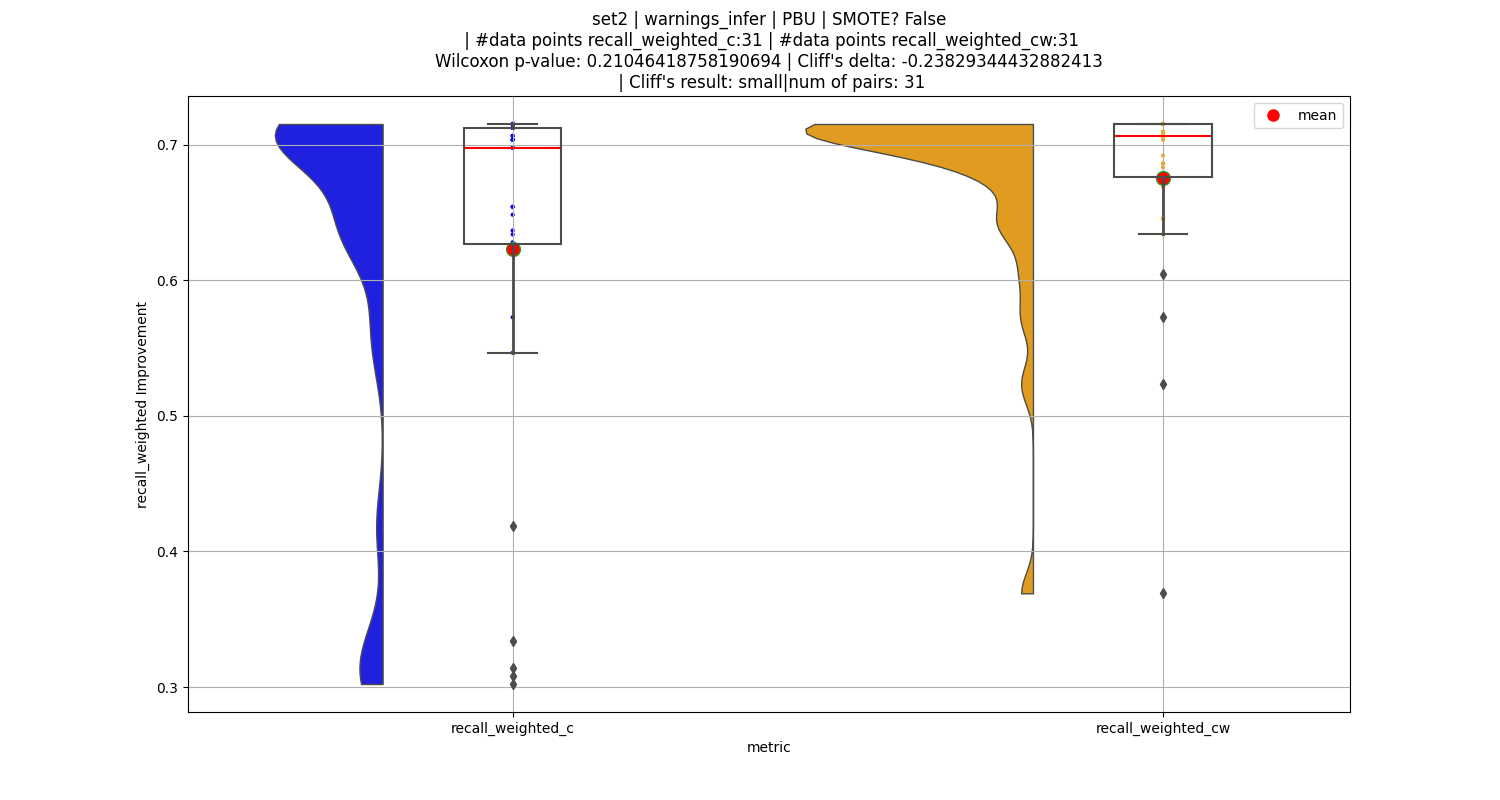 set2 | warnings_infer | PBU | SMOTE? False
| #data points recall_weighted_c:31 | #data points recall_weighted_cw:31
Wilcoxon p-value: 0.21046418758190694 | Cliff's delta: -0.23829344432882413
| Cliff's result: small|num of pairs: 31
mean
0.7
0.6
0.5
0.4
0.3
recall_weighted Improvement
recall_weighted_c
recall_weighted_cw
metric